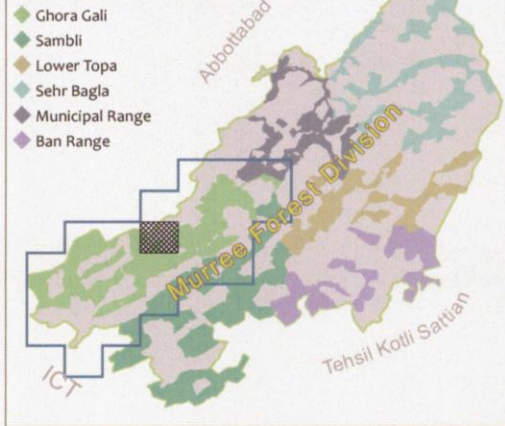 Ghora Gali
Sambli
Lower Topa
Sehr Bagla
Municipal Range
Ban Range
Abbottabad
Murree Forest Division
Tehsil Kotli Sattian
ICT